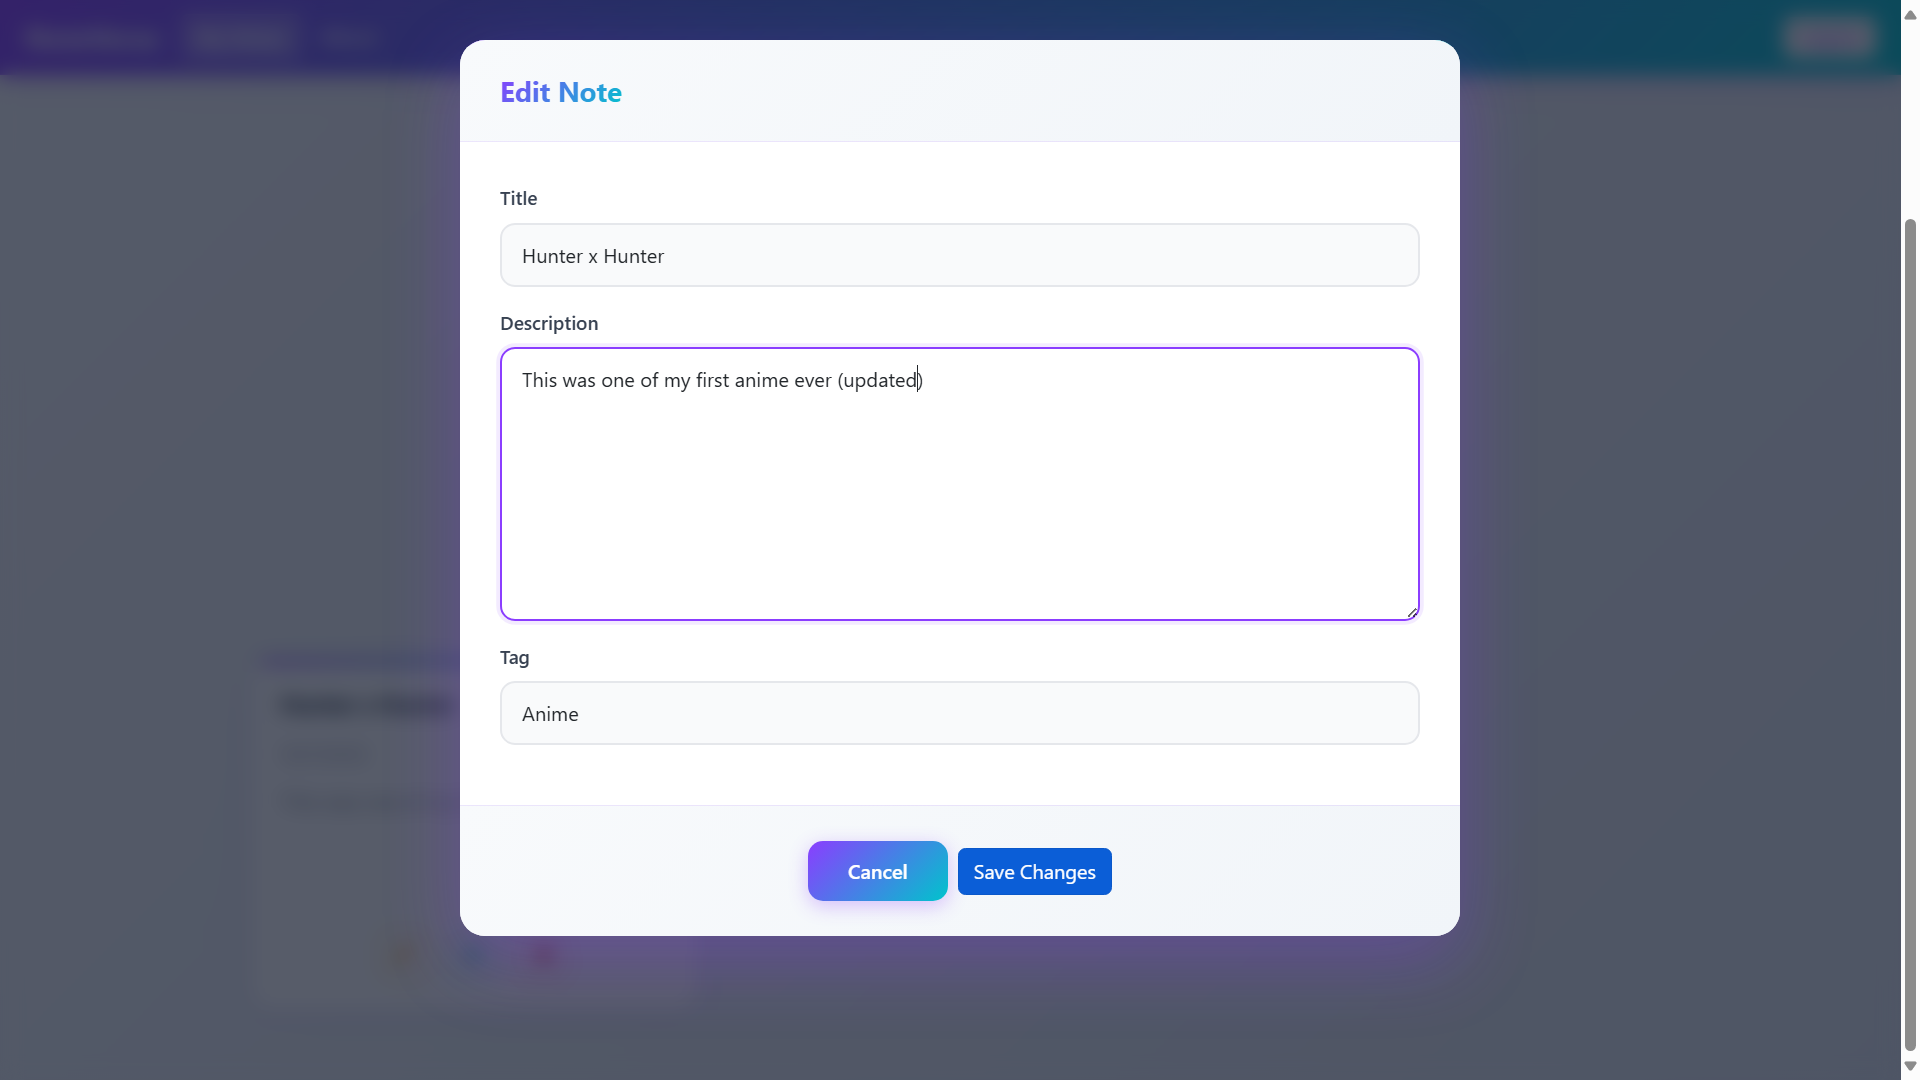 Edit Note
Title
Hunter x Hunter
Description
This was one of my first anime ever (updated)
Tag
Anime
Cancel
Save Changes